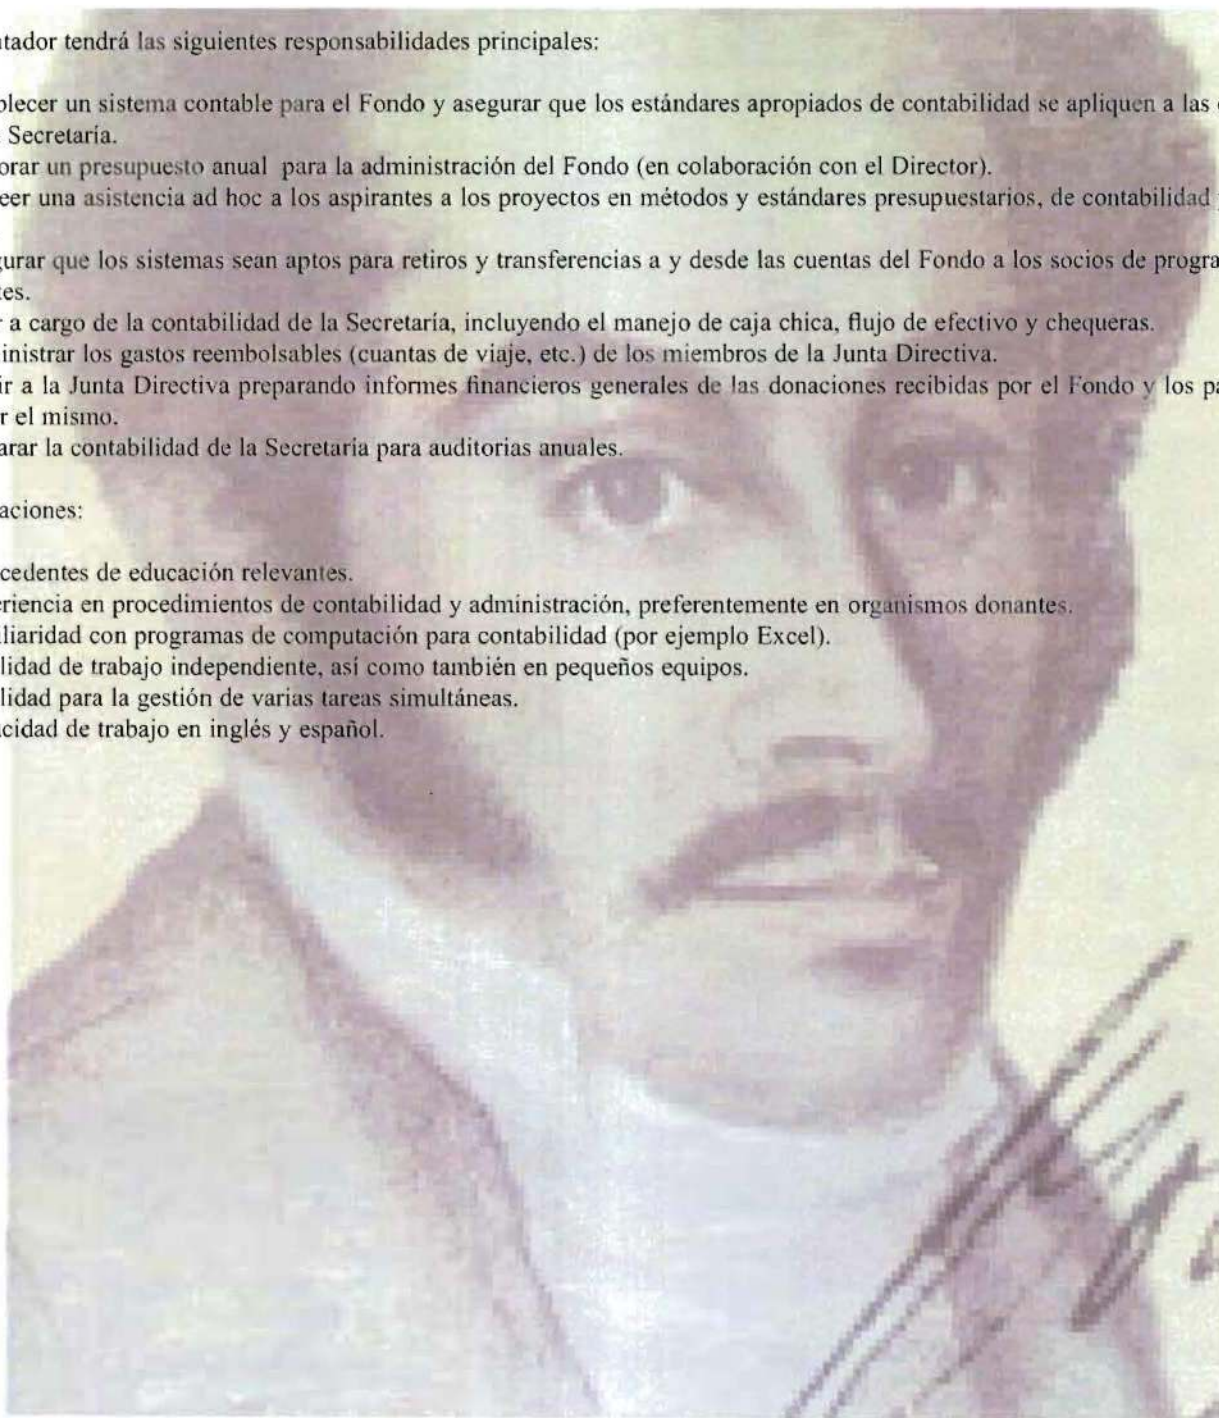 tador tendrá las siguientes responsabilidades principales:
blecer un sistema contable para el Fondo y asegurar que los estándares apropiados de contabilidad se apliquen a las
Secretaría.
orar un presupuesto anual para la administración del Fondo (en colaboración con el Director).
eer una asistencia ad hoc a los aspirantes a los proyectos en métodos y estándares presupuestarios, de contabilidad
gurar que los sistemas sean aptos para retiros y transferencias a y desde las cuentas del Fondo a los socios de progra
tes.
r a cargo de la contabilidad de la Secretaría, incluyendo el manejo de caja chica, flujo de efectivo y chequeras.
inistrar los gastos reembolsables (cuantas de viaje, etc.) de los miembros de la Junta Directiva.
ir a la Junta Directiva preparando informes financieros generales de las donaciones recibidas por el Fondo y los pa
r el mismo.
arar la contabilidad de la Secretaría para auditorias anuales.
aciones:
cedentes de educación relevantes.
eriencia en procedimientos de contabilidad y administración, preferentemente en organismos donantes.
liaridad con programas de computación para contabilidad (por ejemplo Excel).
lidad de trabajo independiente, así como también en pequeños equipos.
lidad para la gestión de varias tareas simultáneas.
cidad de trabajo en inglés y español.